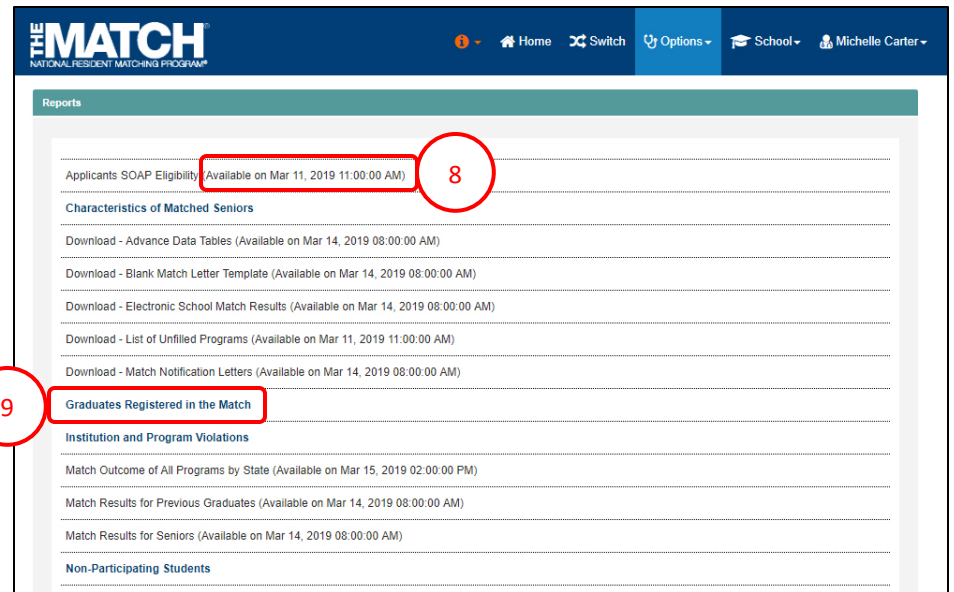 THE MATCH
NATIONAL RESIDENT MATCHING PROGRAM®
Home Switch Options School Michelle Carter
Reports
Applicants SOAP Eligibility (Available on Mar 11, 2019 11:00:00 AM)
8
Characteristics of Matched Seniors
Download - Advance Data Tables (Available on Mar 14, 2019 08:00:00 AM)
Download - Blank Match Letter Template (Available on Mar 14, 2019 08:00:00 AM)
Download - Electronic School Match Results (Available on Mar 14, 2019 08:00:00 AM)
Download - List of Unfilled Programs (Available on Mar 11, 2019 11:00:00 AM)
Download - Match Notification Letters (Available on Mar 14, 2019 08:00:00 AM)
9
Graduates Registered in the Match
Institution and Program Violations
Match Outcome of All Programs by State (Available on Mar 15, 2019 02:00:00 PM)
Match Results for Previous Graduates (Available on Mar 14, 2019 08:00:00 AM)
Match Results for Seniors (Available on Mar 14, 2019 08:00:00 AM)
Non-Participating Students